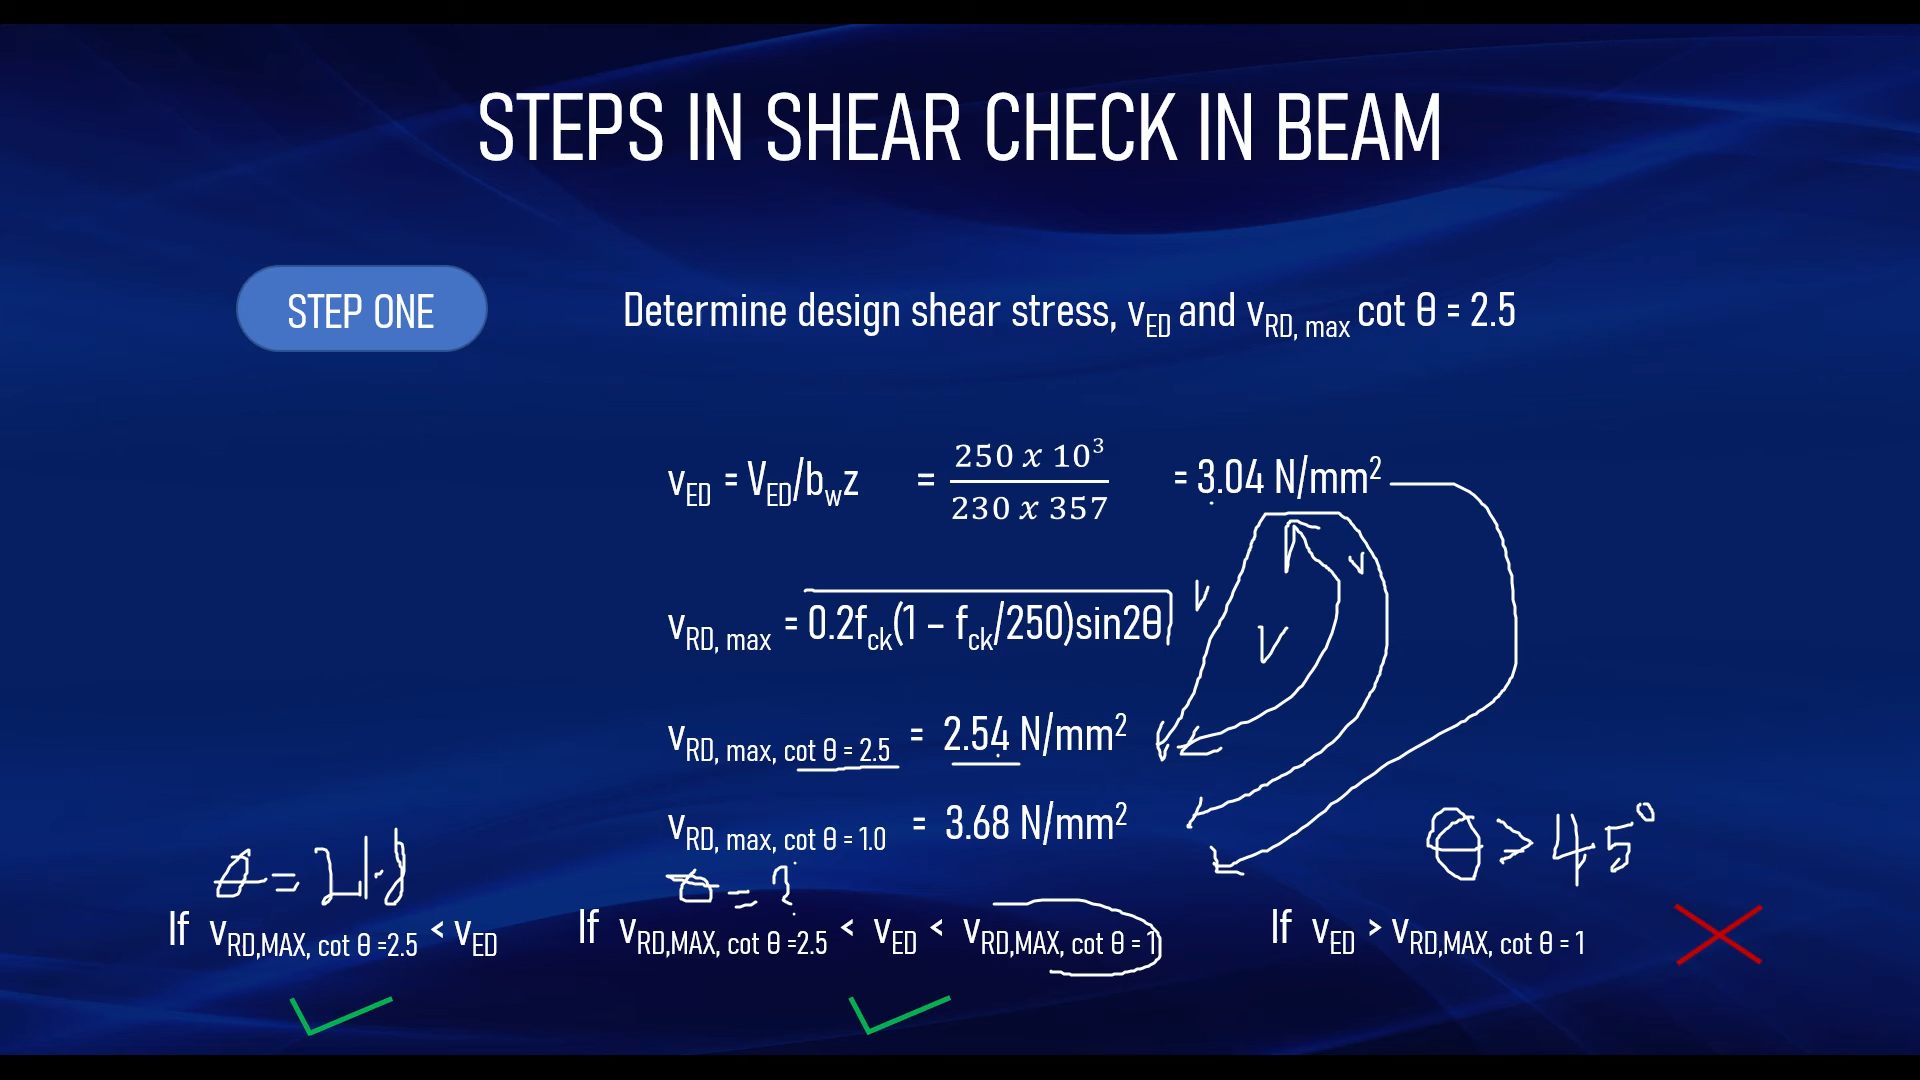 STEPS IN SHEAR CHECK IN BEAM
STEP ONE
Determine design shear stress, vED and vRD, max cot θ = 2.5
vED = VED/bwz = 250 x 10³ / 230 x 357 = 3.04 N/mm²
vRD, max = 0.2fck(1 – fck/250)sin2θ
vRD, max, cot θ = 2.5 = 2.54 N/mm²
vRD, max, cot θ = 1.0 = 3.68 N/mm²
θ = 21.8
θ = ?
θ > 45°
If vRD,MAX, cot θ =2.5 < vED
If vRD,MAX, cot θ =2.5 < vED < vRD,MAX, cot θ = 1
If vED > vRD,MAX, cot θ = 1